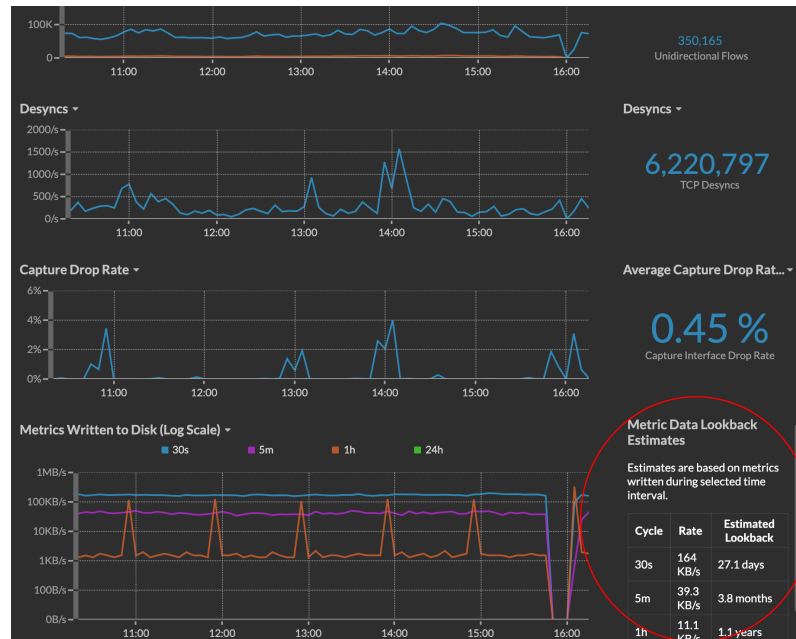 100K
0
11:00 12:00 13:00 14:00 15:00 16:00
350,165
Unidirectional Flows
Desyncs
2000/s
1500/s
1000/s
500/s
0/s
11:00 12:00 13:00 14:00 15:00 16:00
Desyncs
6,220,797
TCP Desyncs
Capture Drop Rate
6%
4%
2%
0%
11:00 12:00 13:00 14:00 15:00 16:00
Average Capture Drop Rat...
0.45 %
Capture Interface Drop Rate
Metrics Written to Disk (Log Scale)
30s 5m 1h 24h
1MB/s
100KB/s
10KB/s
1KB/s
100B/s
0B/s
11:00 12:00 13:00 14:00 15:00 16:00
Metric Data Lookback
Estimates
Estimates are based on metrics
written during selected time
interval.
Cycle Rate Estimated Lookback
30s 164 KB/s 27.1 days
5m 39.3 KB/s 3.8 months
1h 11.1 KB/s 1.1 years